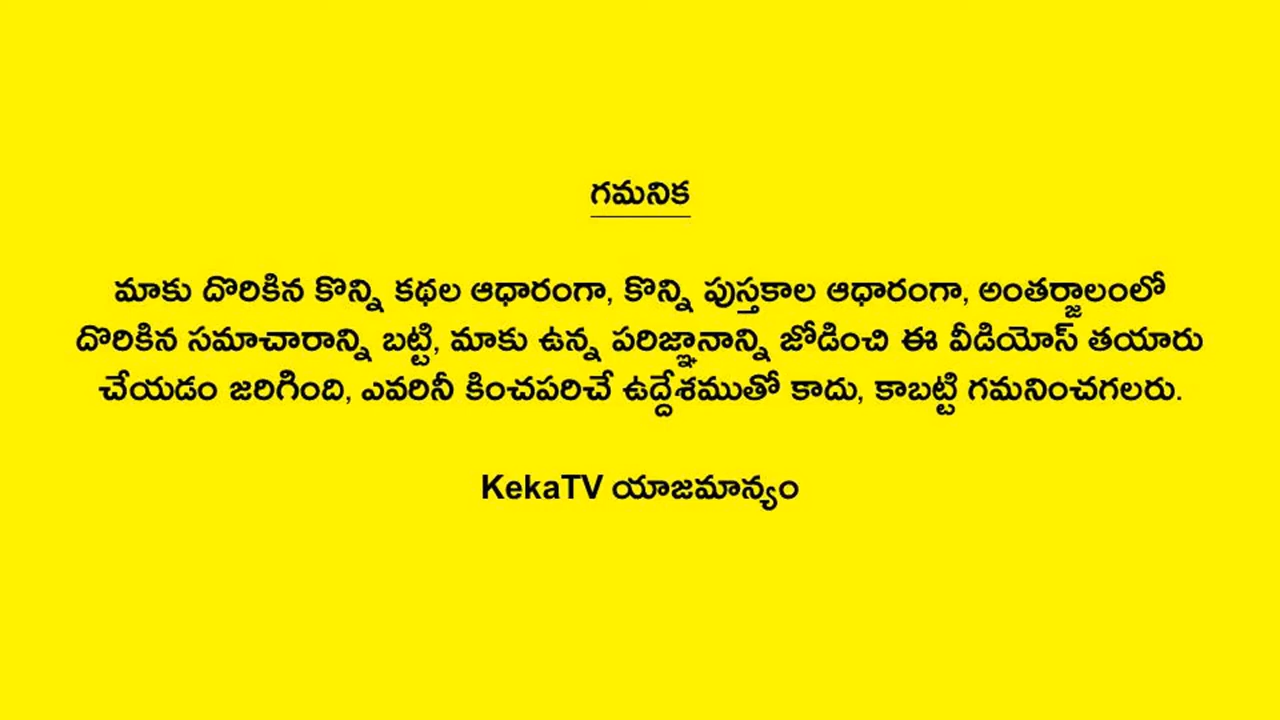 గమనిక
మాకు దొరికిన కొన్ని కథల ఆధారంగా, కొన్ని పుస్తకాల ఆధారంగా, అంతర్జాలంలో
దొరికిన సమాచారాన్ని బట్టి, మాకు ఉన్న పరిజ్ఞానాన్ని జోడించి ఈ వీడియోస్ తయారు
చేయడం జరిగింది, ఎవరినీ కించపరిచే ఉద్దేశముతో కాదు, కాబట్టి గమనించగలరు.
KekaTV యాజమాన్యం